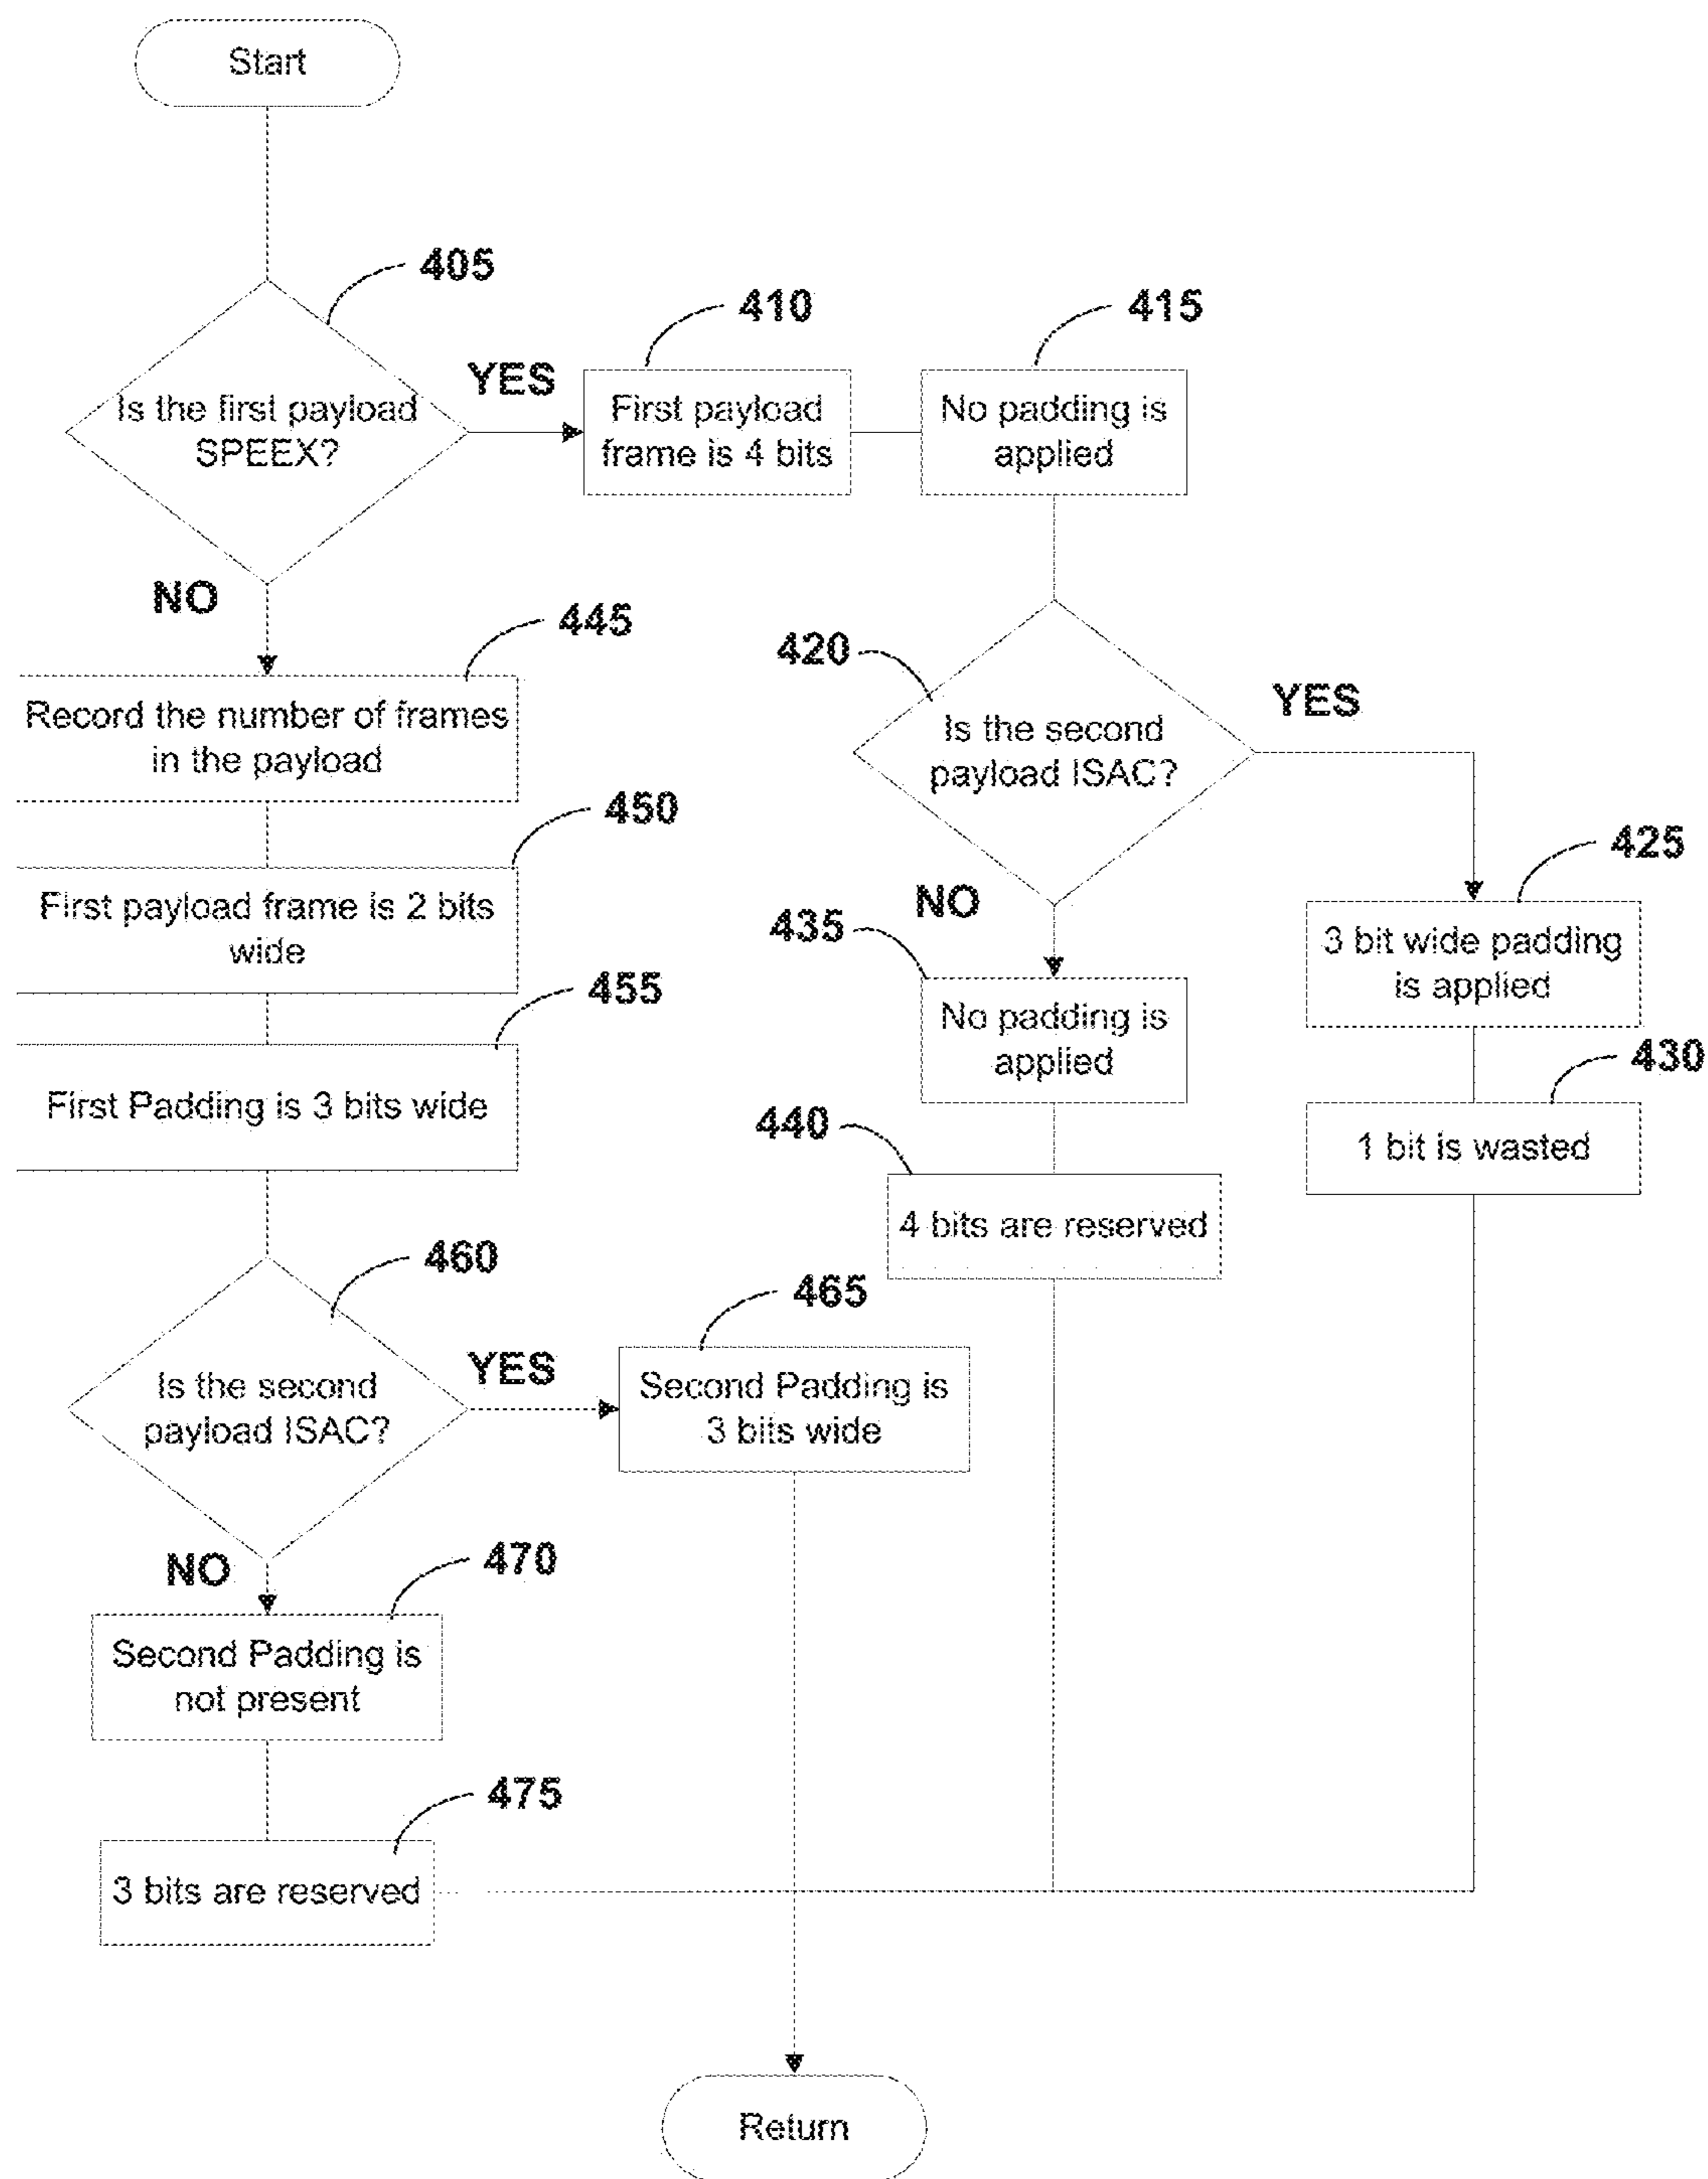 Start
405
Is the first payload
SPEEX?
YES
410
First payload
frame is 4 bits
415
No padding is
applied
NO
445
Record the number of frames
in the payload
420
Is the second
payload ISAC?
YES
450
First payload frame is 2 bits
wide
425
3 bit wide padding
is applied
NO
435
No padding is
applied
455
First Padding is 3 bits wide
430
1 bit is wasted
440
4 bits are reserved
460
Is the second
payload ISAC?
YES
465
Second Padding is
3 bits wide
NO
470
Second Padding is
not present
475
3 bits are reserved
Return